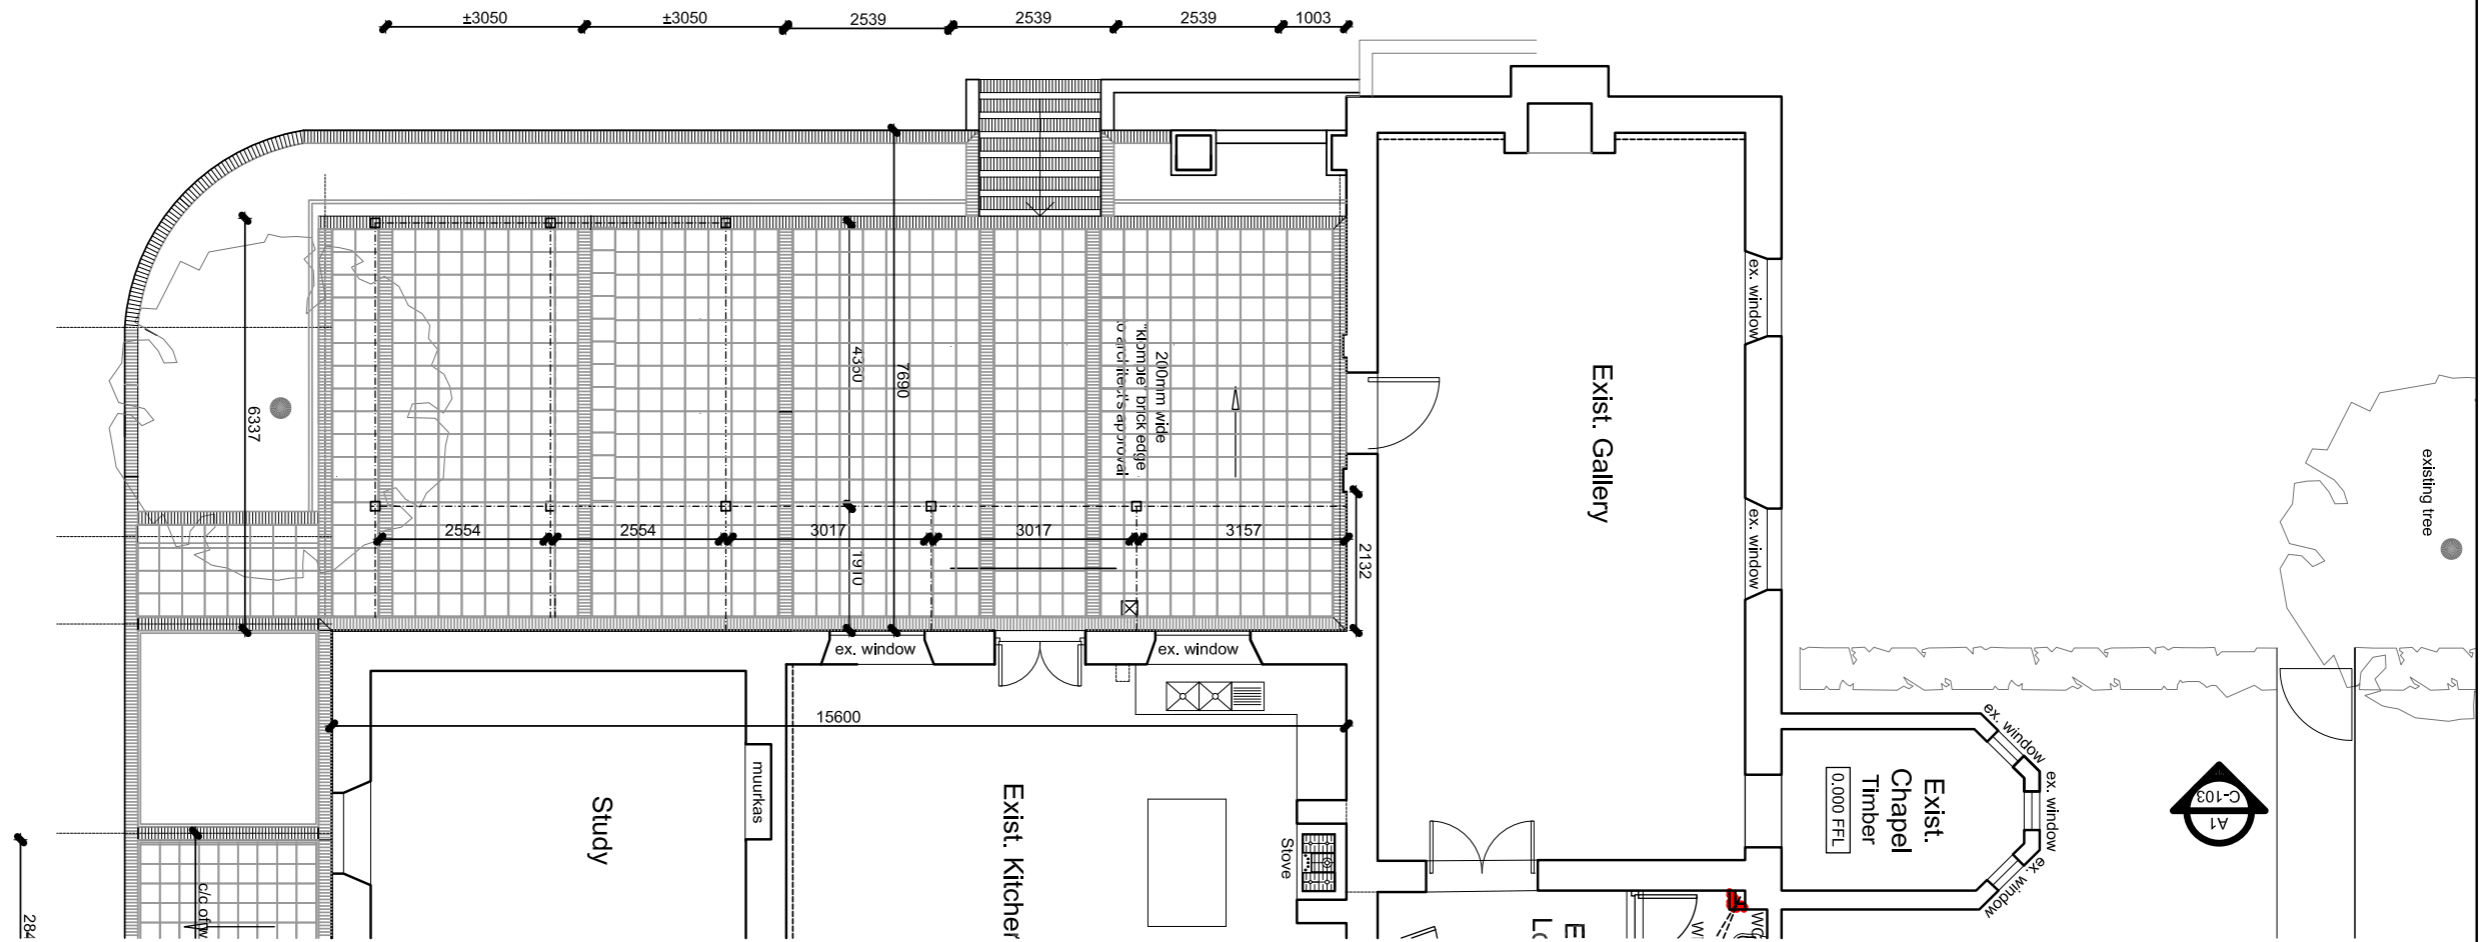 ±3050
±3050
2539
2539
2539
1003
ex. window
200mm wide
"klompie" brick edge
architect's approval
4350
7690
6337
Exist. Gallery
existing tree
2554
2554
3017
3017
3157
1910
2132
ex. window
ex. window
ex. window
15600
Study
muurkas
Exist. Kitchen
Stove
Exist.
Chapel
Timber
0.000 FFL
ex. window
ex. window
ex. window
C-103
A1
c/c of
284
WC